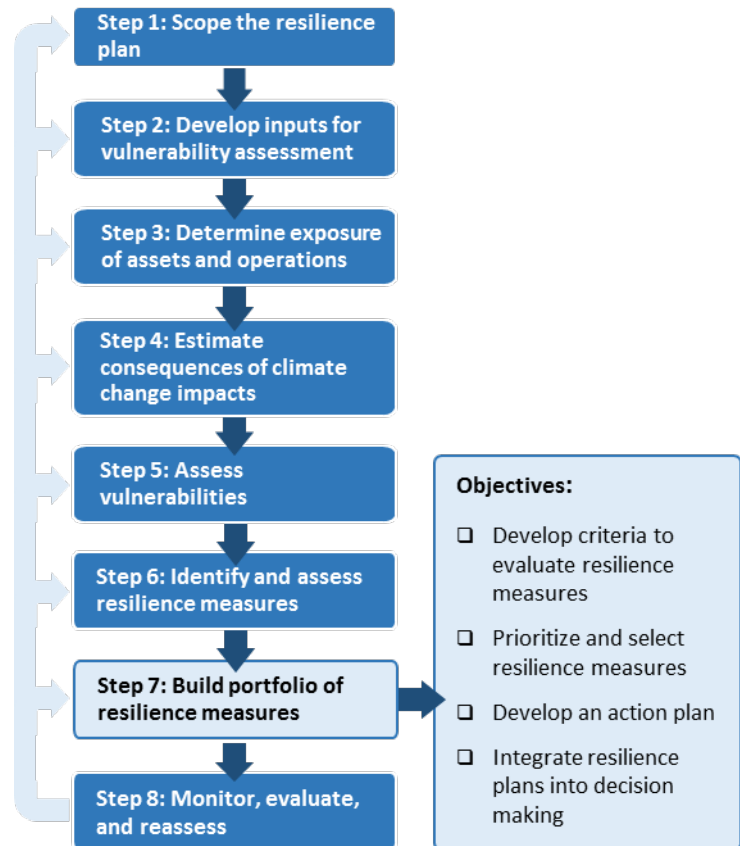 Step 1: Scope the resilience
plan
Step 2: Develop inputs for
vulnerability assessment
Step 3: Determine exposure
of assets and operations
Step 4: Estimate
consequences of climate
change impacts
Step 5: Assess
vulnerabilities
Step 6: Identify and assess
resilience measures
Step 7: Build portfolio of
resilience measures
Step 8: Monitor, evaluate,
and reassess
Objectives:
❑ Develop criteria to
evaluate resilience
measures
❑ Prioritize and select
resilience measures
❑ Develop an action plan
❑ Integrate resilience
plans into decision
making